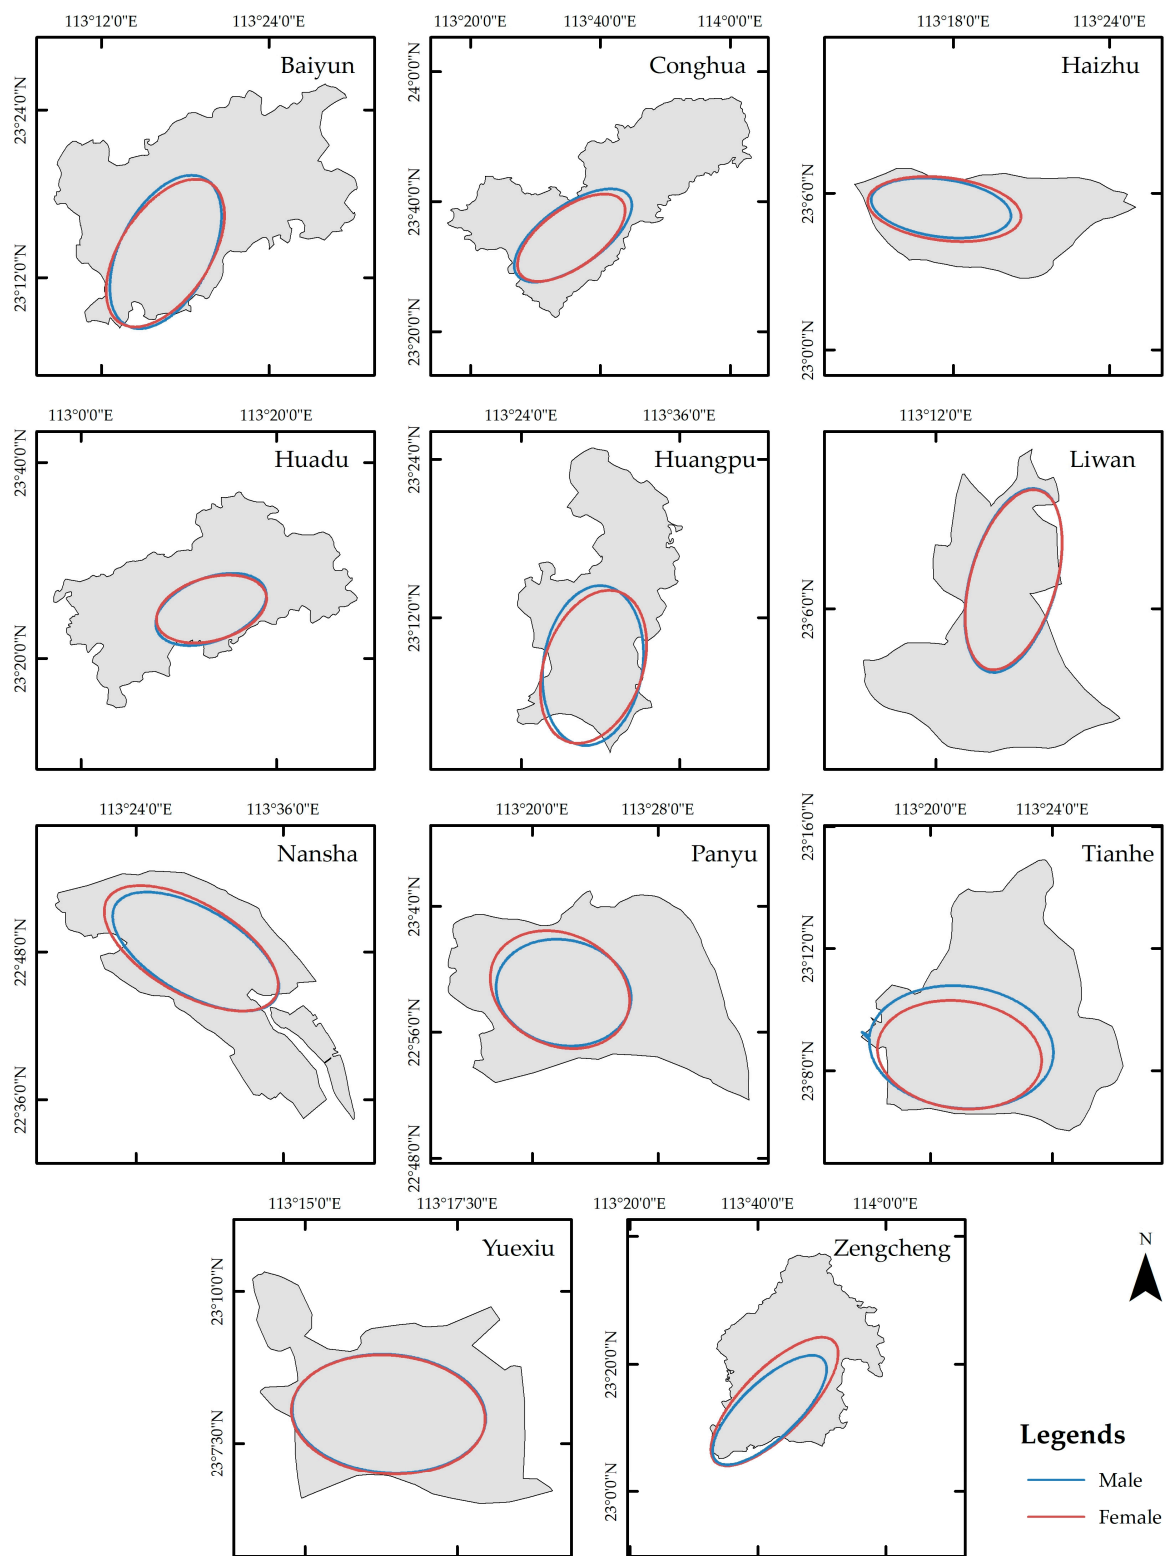 113°12'0"E 113°24'0"E
Baiyun
23°24'0"N
23°12'0"N
113°20'0"E 113°40'0"E 114°0'0"E
Conghua
24°0'0"N
23°40'0"N
23°20'0"N
113°18'0"E 113°24'0"E
Haizhu
23°6'0"N
23°0'0"N
113°0'0"E 113°20'0"E
Huadu
23°40'0"N
23°20'0"N
113°24'0"E 113°36'0"E
Huangpu
23°24'0"N
23°12'0"N
113°12'0"E
Liwan
23°6'0"N
113°24'0"E 113°36'0"E
Nansha
22°48'0"N
22°36'0"N
113°20'0"E 113°28'0"E
Panyu
23°4'0"N
22°56'0"N
22°48'0"N
113°20'0"E 113°24'0"E
Tianhe
23°16'0"N
23°12'0"N
23°8'0"N
113°15'0"E 113°17'30"E
Yuexiu
23°10'0"N
23°7'30"N
113°20'0"E 113°40'0"E 114°0'0"E
Zengcheng
23°20'0"N
23°0'0"N
N
Legends
Male
Female